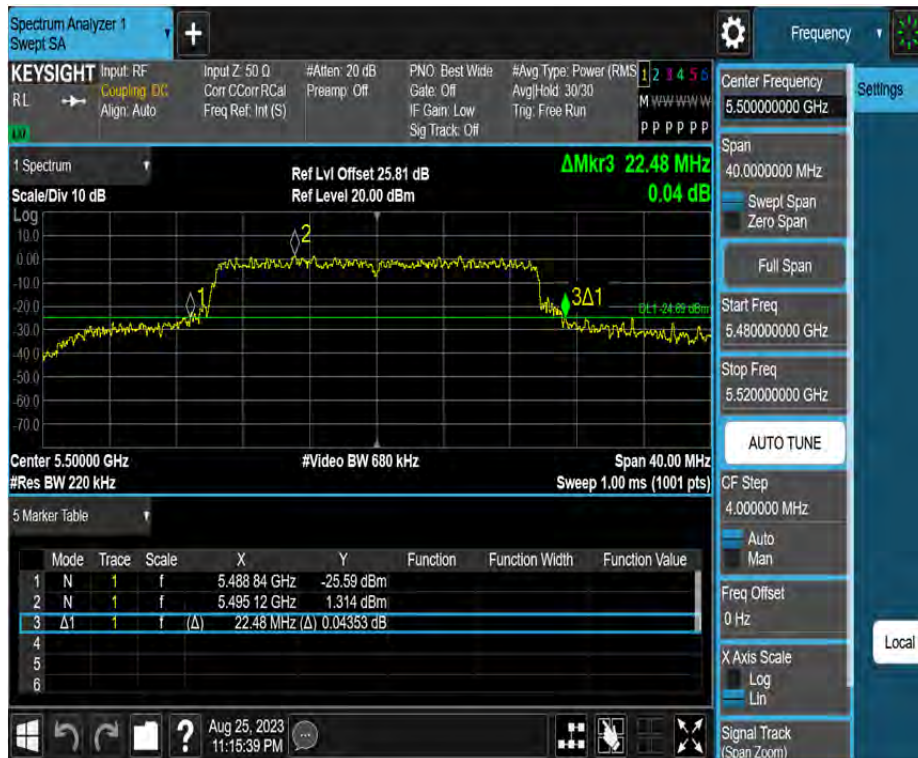 Spectrum Analyzer 1
Swept SA
Frequency
KEYSIGHT Input: RF Input Z: 50 Ω #Atten: 20 dB PNO: Best Wide #Avg Type: Power (RMS 1 2 3 4 5 6
RL Coupling: DC Corr CCorr RCal Preamp: Off Gate: Off Avg|Hold: 30/30 M W W W W W
Align: Auto Freq Ref: Int (S) IF Gain: Low Trig: Free Run
Sig Track: Off P P P P P P
1 Spectrum
Scale/Div 10 dB
Ref Lvl Offset 25.81 dB
Ref Level 20.00 dBm
ΔMkr3 22.48 MHz
0.04 dB
Log
10.0
0.00
-10.0
-20.0
-30.0
-40.0
-50.0
-60.0
-70.0
1
2
3Δ1
DL1 -24.69 dBm
Center 5.50000 GHz #Video BW 680 kHz Span 40.00 MHz
#Res BW 220 kHz Sweep 1.00 ms (1001 pts)
5 Marker Table
Mode Trace Scale X Y Function Function Width Function Value
1 N 1 f 5.488 84 GHz -25.59 dBm
2 N 1 f 5.495 12 GHz 1.314 dBm
3 Δ1 1 f (Δ) 22.48 MHz (Δ) 0.04353 dB
4
5
6
Aug 25, 2023
11:15:39 PM
Center Frequency
5.500000000 GHz
Span
40.0000000 MHz
Swept Span
Zero Span
Full Span
Start Freq
5.480000000 GHz
Stop Freq
5.520000000 GHz
AUTO TUNE
CF Step
4.000000 MHz
Auto
Man
Freq Offset
0 Hz
X Axis Scale
Log
Lin
Signal Track
(Span Zoom)
Settings
Local